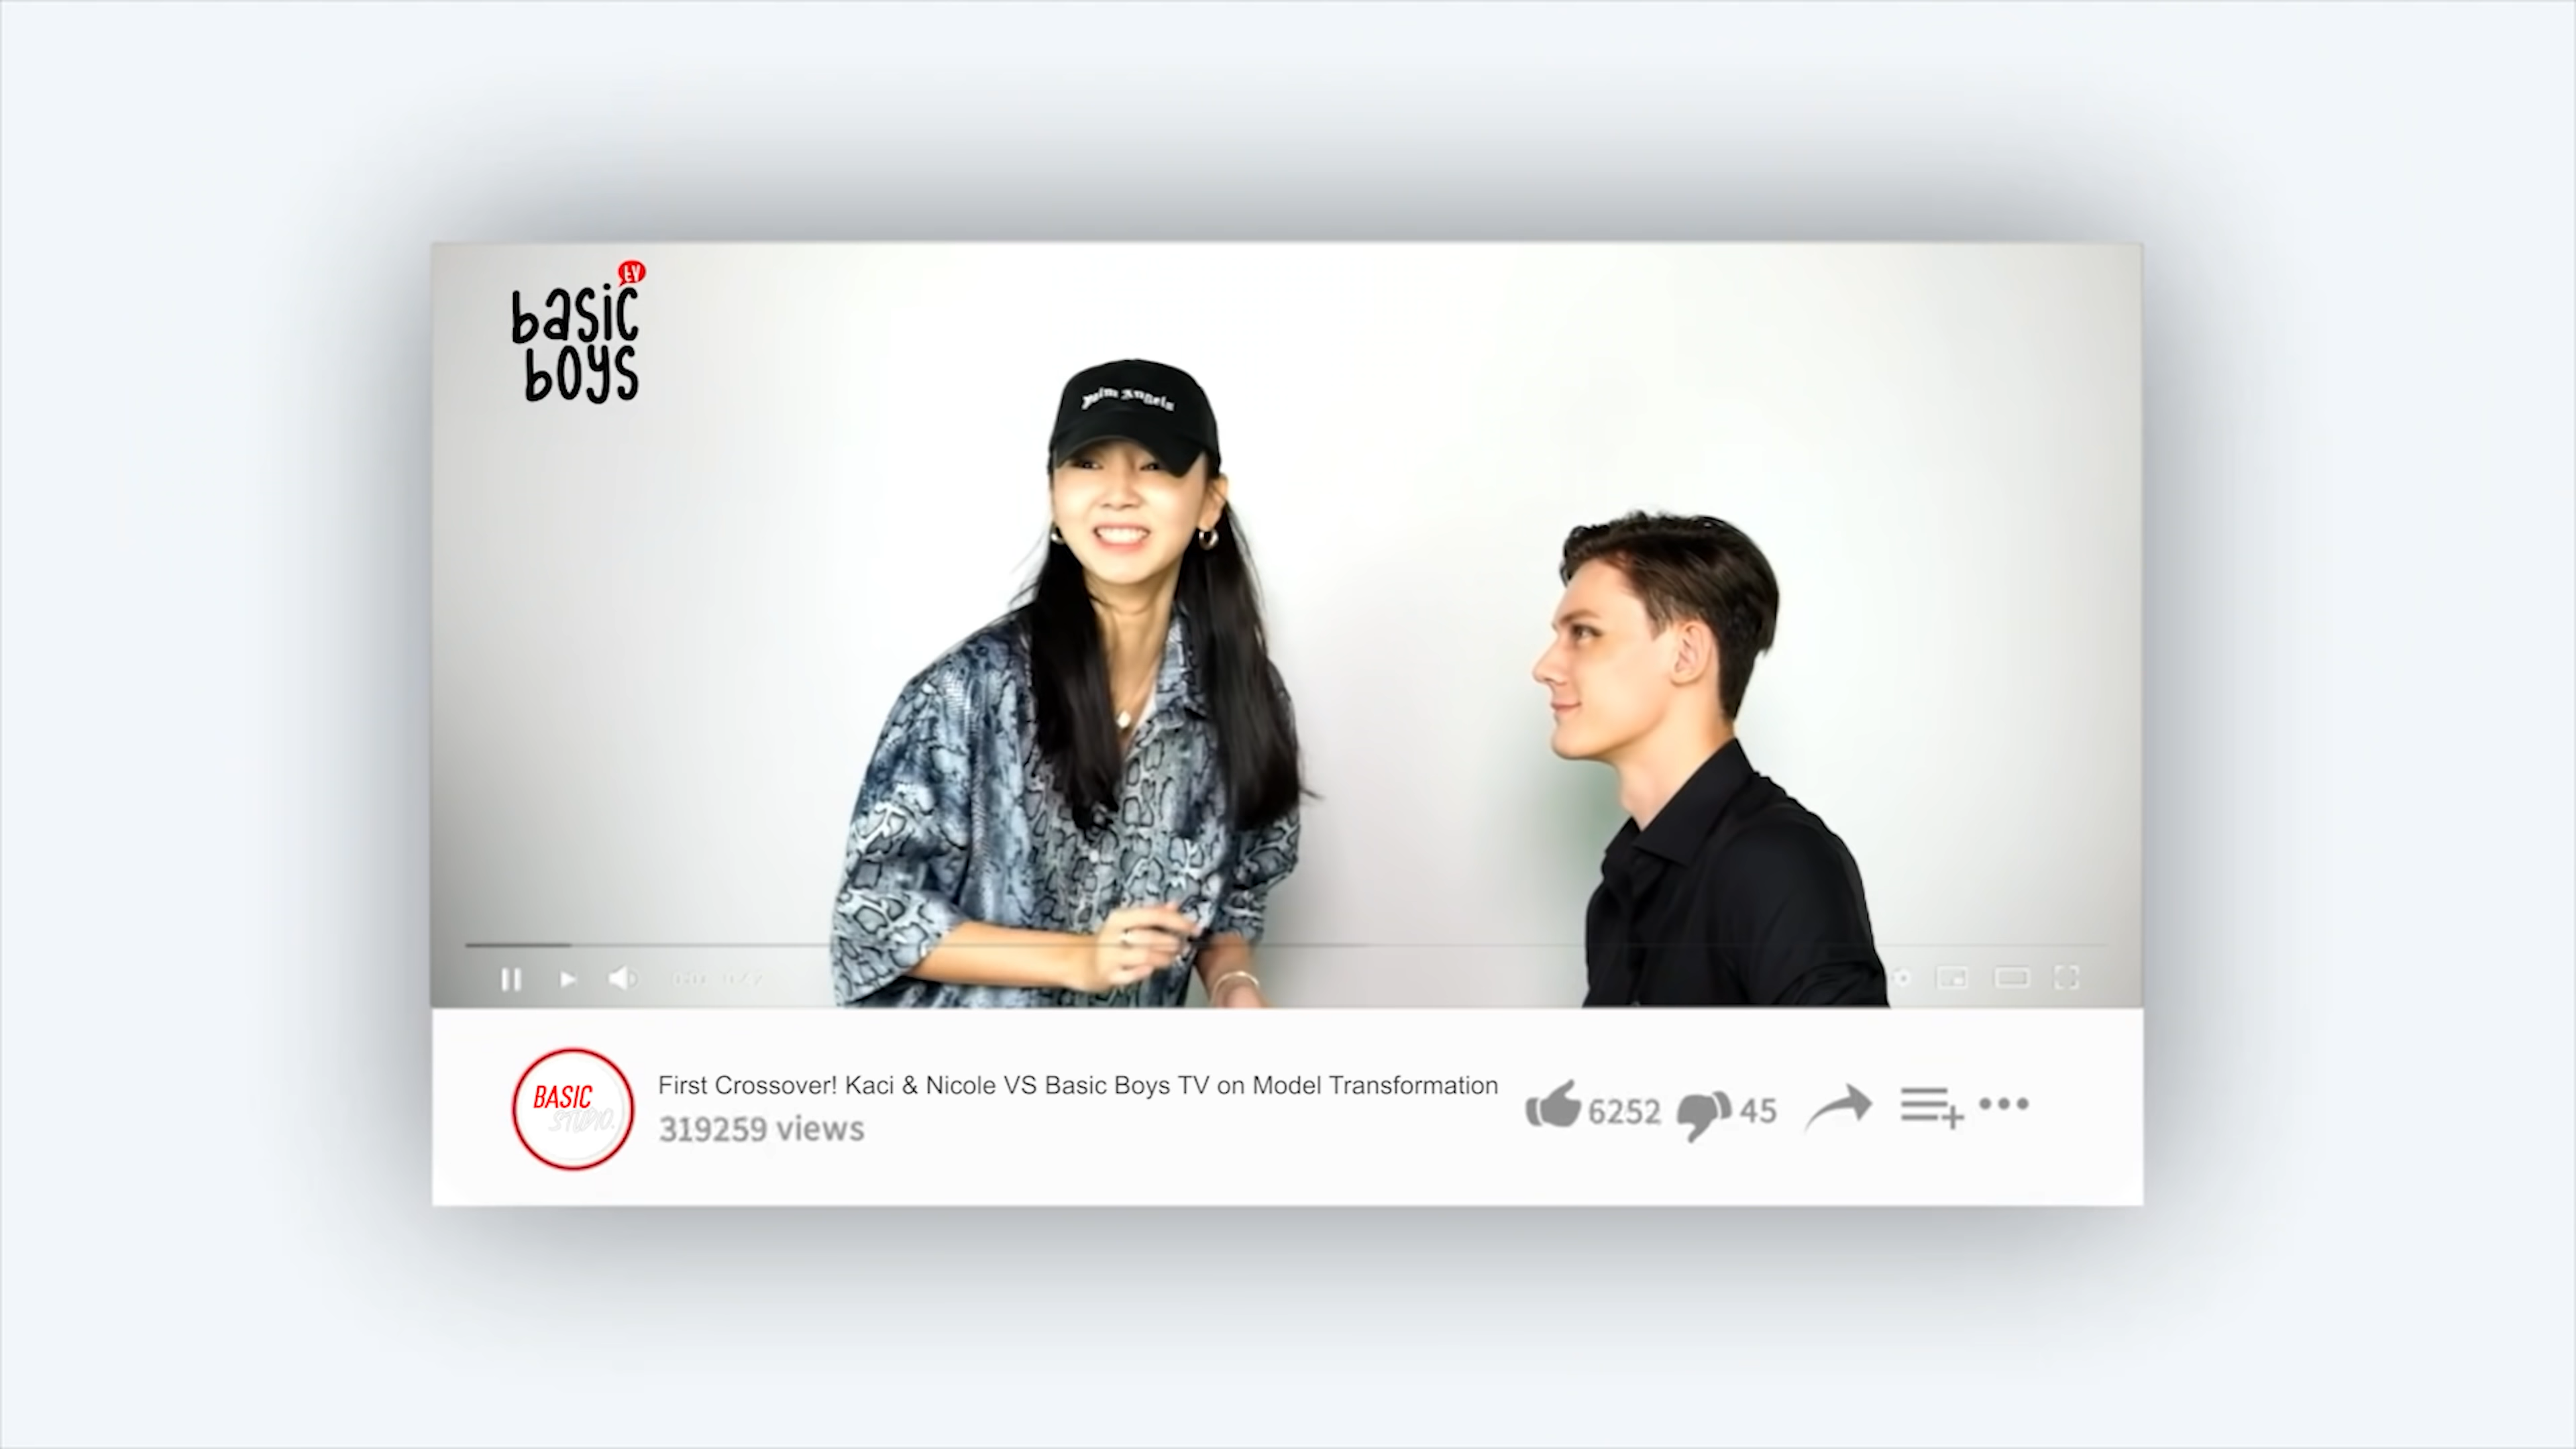 tv
basic
boys
Palm Angels
BASIC
STUDIO.
First Crossover! Kaci & Nicole VS Basic Boys TV on Model Transformation
319259 views
6252
45